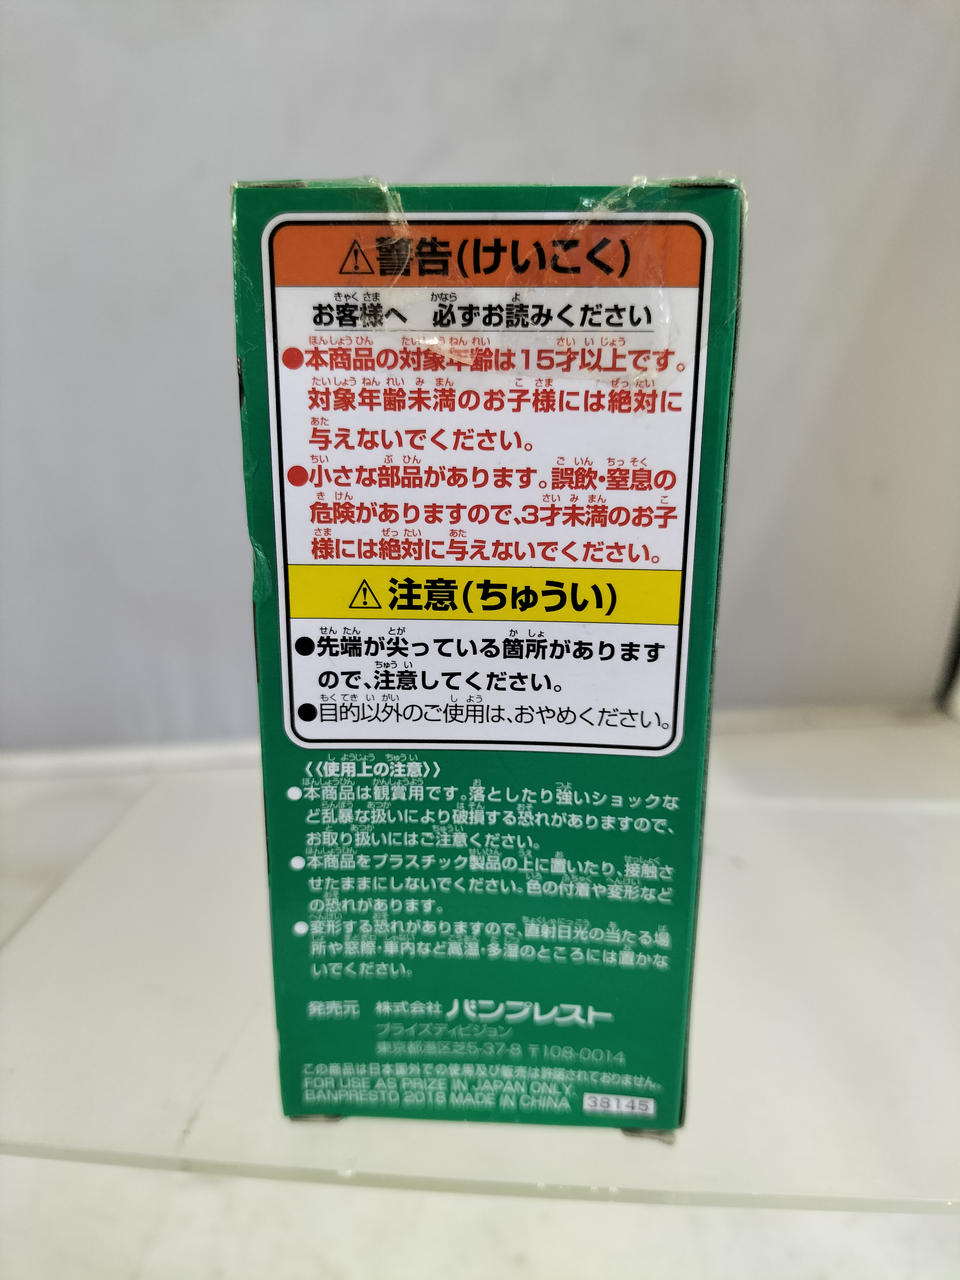 ⚠警告(けいこく)
お客様へ 必ずお読みください
●本商品の対象年齢は15才以上です。
対象年齢未満のお子様には絶対に
与えないでください。
●小さな部品があります。誤飲・窒息の
危険がありますので、3才未満のお子
様には絶対に与えないでください。
⚠注意(ちゅうい)
●先端が尖っている箇所があります
ので、注意してください。
●目的以外のご使用は、おやめください。
《使用上の注意》
●本商品は観賞用です。落としたり強いショックな
ど乱暴な扱いにより破損する恐れがありますので、
お取り扱いにはご注意ください。
●本商品をプラスチック製品の上に置いたり、接触さ
せたままにしないでください。色の付着や変形など
の恐れがあります。
●変形する恐れがありますので、直射日光の当たる場
所や窓際・車内など高温・多湿のところには置かな
いでください。
発売元 株式会社 バンプレスト
プライズディビジョン
東京都港区芝5-37-8 〒108-0014
この商品は日本国外での使用及び販売は許諾されておりません。
FOR USE AS PRIZE IN JAPAN ONLY.
BANPRESTO 2018 MADE IN CHINA 38145